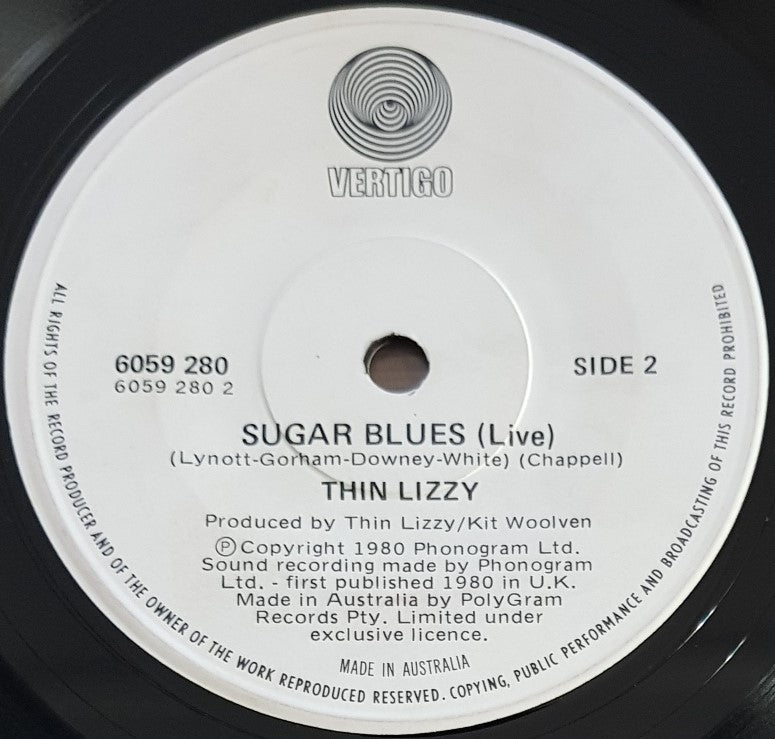 VERTIGO
6059 280
6059 280 2
SIDE 2
SUGAR BLUES (Live)
(Lynott-Gorham-Downey-White) (Chappell)
THIN LIZZY
Produced by Thin Lizzy/Kit Woolven
Ⓟ Copyright 1980 Phonogram Ltd.
Sound recording made by Phonogram
Ltd. - first published 1980 in U.K.
Made in Australia by PolyGram
Records Pty. Limited under
exclusive licence.
MADE IN AUSTRALIA
ALL RIGHTS OF THE RECORD PRODUCER AND OF THE OWNER OF THE WORK REPRODUCED RESERVED. COPYING, PUBLIC PERFORMANCE AND BROADCASTING OF THIS RECORD PROHIBITED